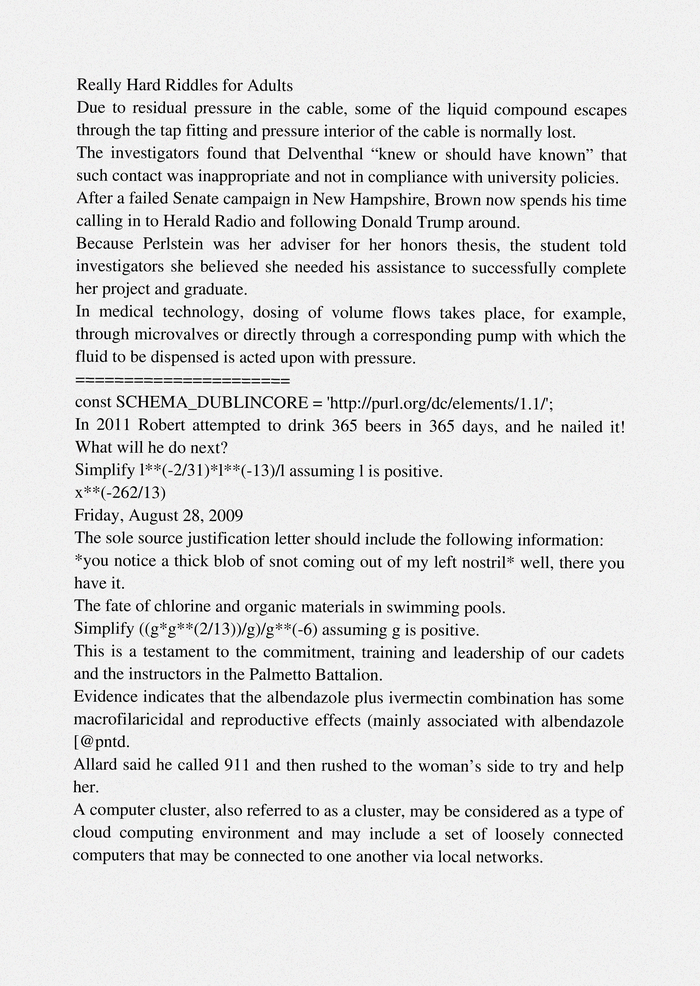 Really Hard Riddles for Adults
Due to residual pressure in the cable, some of the liquid compound escapes
through the tap fitting and pressure interior of the cable is normally lost.
The investigators found that Delventhal “knew or should have known” that
such contact was inappropriate and not in compliance with university policies.
After a failed Senate campaign in New Hampshire, Brown now spends his time
calling in to Herald Radio and following Donald Trump around.
Because Perlstein was her adviser for her honors thesis, the student told
investigators she believed she needed his assistance to successfully complete
her project and graduate.
In medical technology, dosing of volume flows takes place, for example,
through microvalves or directly through a corresponding pump with which the
fluid to be dispensed is acted upon with pressure.
======================
const SCHEMA_DUBLINCORE = 'http://purl.org/dc/elements/1.1/';
In 2011 Robert attempted to drink 365 beers in 365 days, and he nailed it!
What will he do next?
Simplify l**(-2/31)*l**(-13)/l assuming l is positive.
x**(-262/13)
Friday, August 28, 2009
The sole source justification letter should include the following information:
*you notice a thick blob of snot coming out of my left nostril* well, there you
have it.
The fate of chlorine and organic materials in swimming pools.
Simplify ((g*g**(2/13))/g)/g**(-6) assuming g is positive.
This is a testament to the commitment, training and leadership of our cadets
and the instructors in the Palmetto Battalion.
Evidence indicates that the albendazole plus ivermectin combination has some
macrofilaricidal and reproductive effects (mainly associated with albendazole
[@pntd.
Allard said he called 911 and then rushed to the woman’s side to try and help
her.
A computer cluster, also referred to as a cluster, may be considered as a type of
cloud computing environment and may include a set of loosely connected
computers that may be connected to one another via local networks.